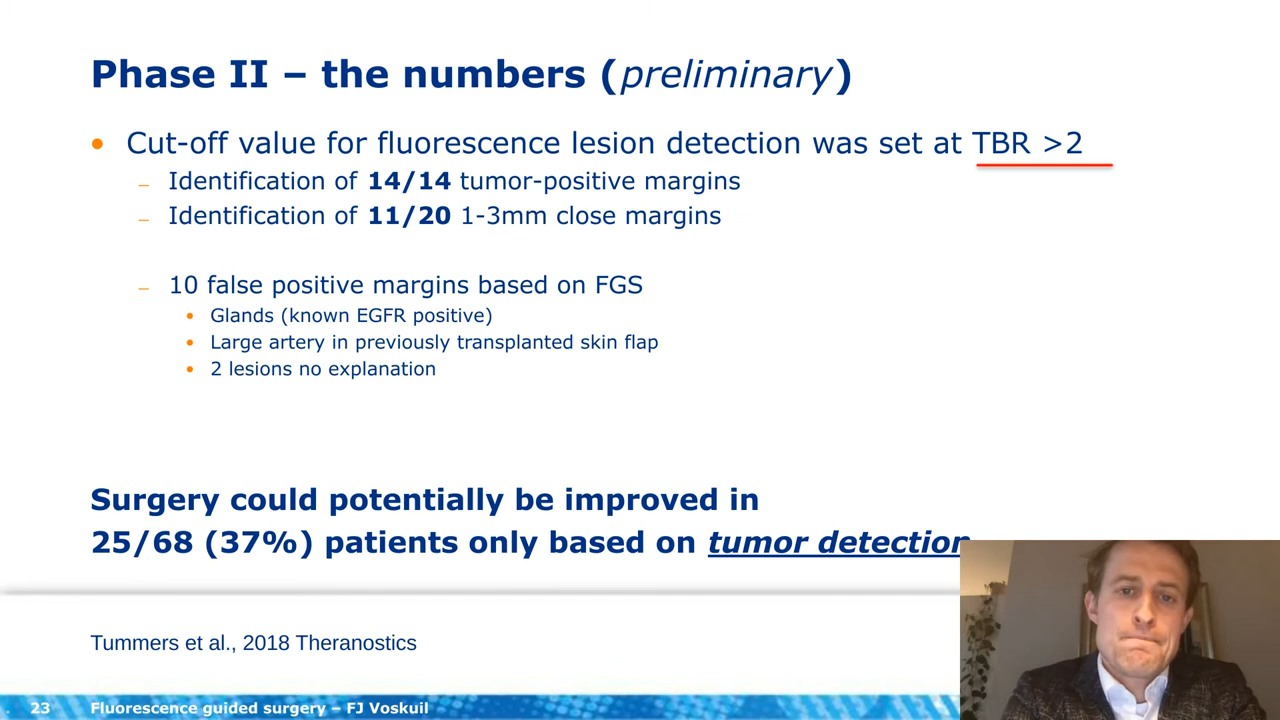 Phase II – the numbers (preliminary)
• Cut-off value for fluorescence lesion detection was set at TBR >2
– Identification of 14/14 tumor-positive margins
– Identification of 11/20 1-3mm close margins
– 10 false positive margins based on FGS
• Glands (known EGFR positive)
• Large artery in previously transplanted skin flap
• 2 lesions no explanation
Surgery could potentially be improved in
25/68 (37%) patients only based on tumor detection
Tummers et al., 2018 Theranostics
23 Fluorescence guided surgery – FJ Voskuil